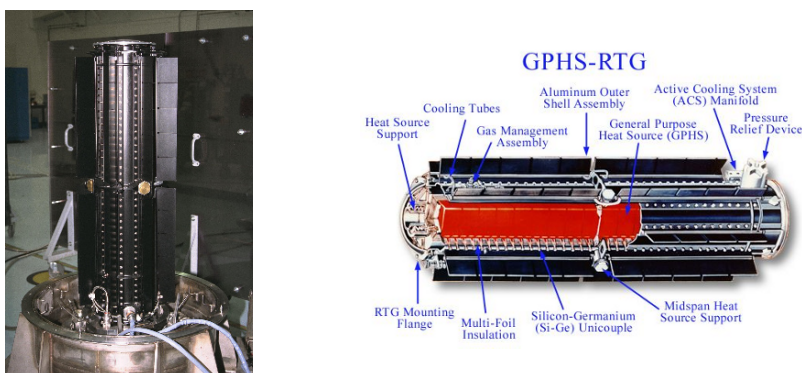 GPHS-RTG
Aluminum Outer
Shell Assembly
Active Cooling System
(ACS) Manifold
Cooling Tubes
Pressure
Relief Device
Heat Source
Support
Gas Management
Assembly
General Purpose
Heat Source (GPHS)
RTG Mounting
Flange
Multi-Foil
Insulation
Silicon-Germanium
(Si-Ge) Unicouple
Midspan Heat
Source Support